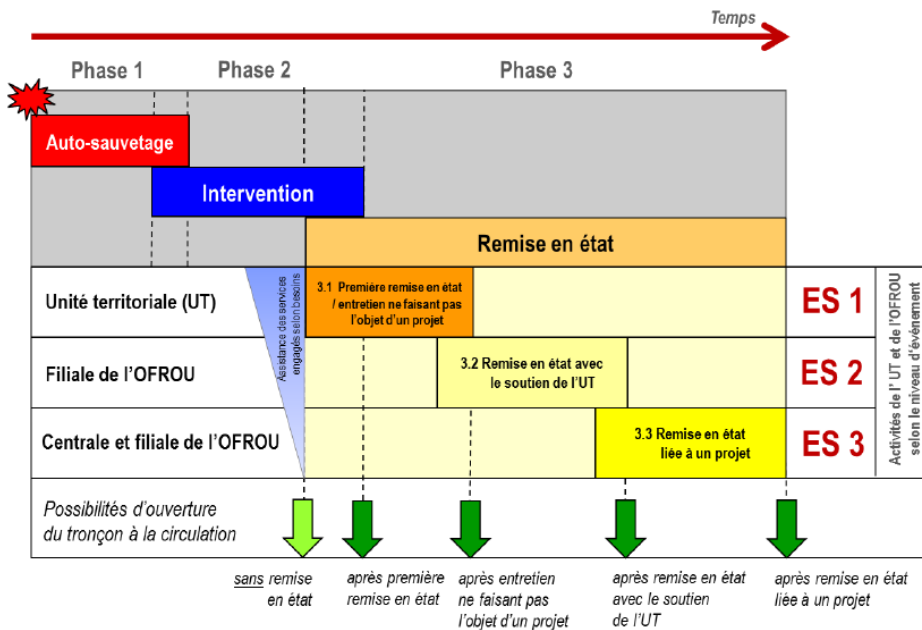 Temps
Phase 1
Phase 2
Phase 3
Auto-sauvetage
Intervention
Remise en état
Unité territoriale (UT)
Assistance des services
engagés selon besoins
3.1 Première remise en état
/ entretien ne faisant pas
l'objet d'un projet
ES 1
Filiale de l'OFROU
3.2 Remise en état avec
le soutien de l'UT
ES 2
Centrale et filiale de l'OFROU
3.3 Remise en état
liée à un projet
ES 3
Activités de l' UT et de l'OFROU
selon le niveau d'événement
Possibilités d'ouverture
du tronçon à la circulation
sans remise
en état
après première
remise en état
après entretien
ne faisant pas
l'objet d'un projet
après remise en état
avec le soutien
de l'UT
après remise en état
liée à un projet